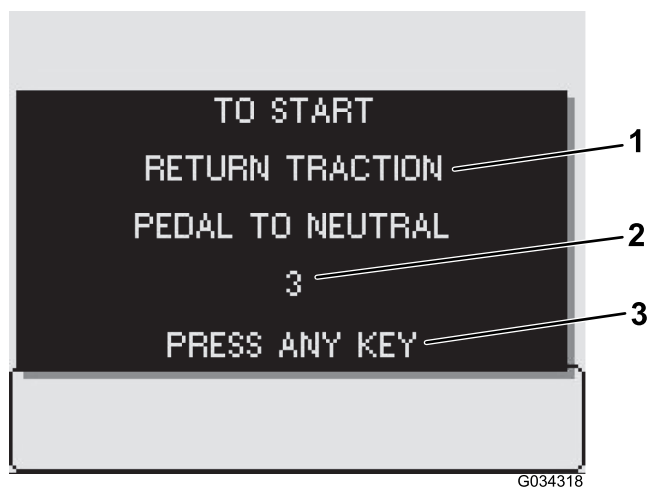 TO START
RETURN TRACTION
1
PEDAL TO NEUTRAL
2
3
PRESS ANY KEY
3
G034318